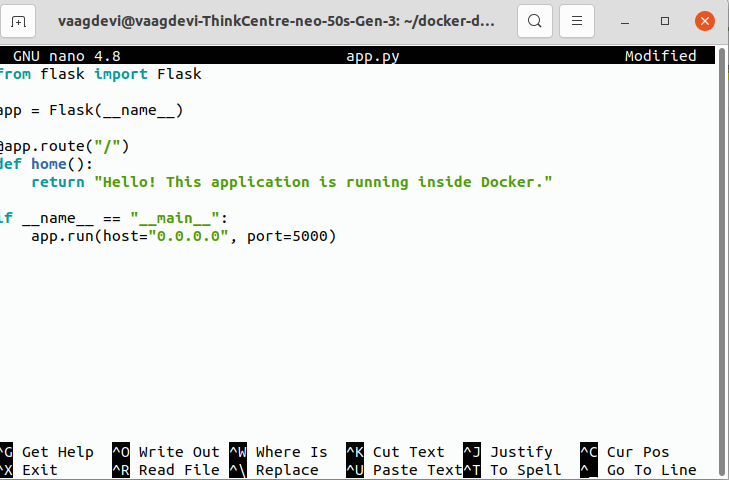 vaagdevi@vaagdevi-ThinkCentre-neo-50s-Gen-3: ~/docker-d...
GNU nano 4.8 app.py Modified
from flask import Flask
app = Flask(__name__)
@app.route("/")
def home():
    return "Hello! This application is running inside Docker."
if __name__ == "__main__":
    app.run(host="0.0.0.0", port=5000)
^G Get Help ^O Write Out ^W Where Is ^K Cut Text ^J Justify ^C Cur Pos
^X Exit ^R Read File ^\ Replace ^U Paste Text ^T To Spell ^_ Go To Line